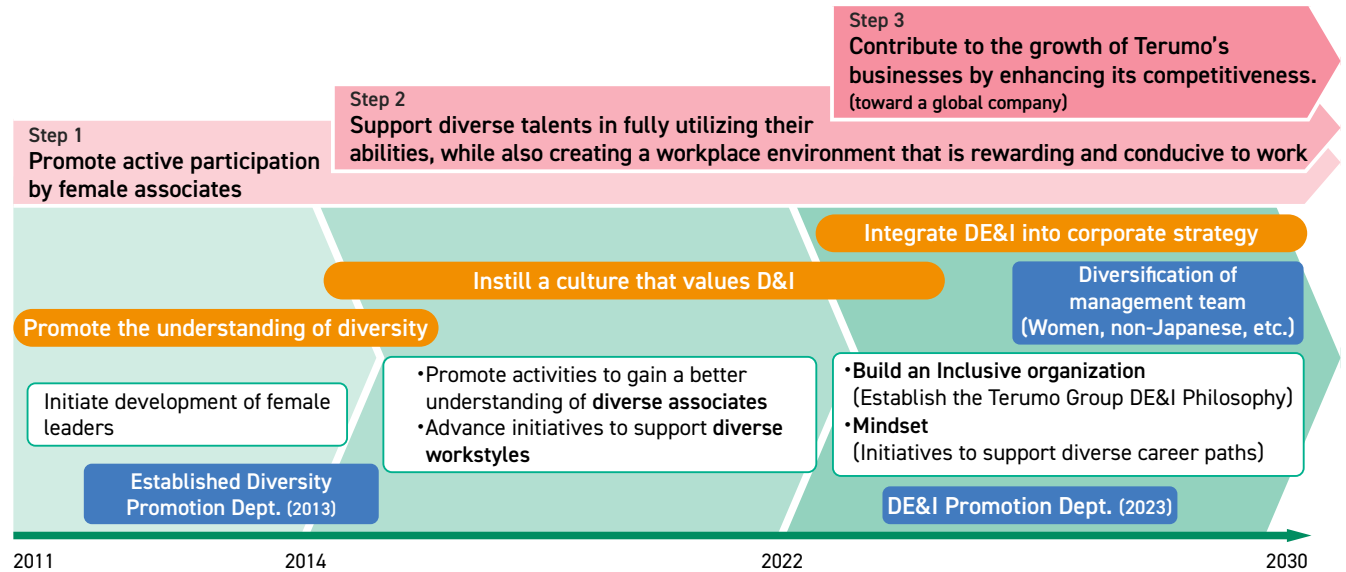 Step 3
Contribute to the growth of Terumo's
businesses by enhancing its competitiveness.
(toward a global company)
Step 2
Support diverse talents in fully utilizing their
abilities, while also creating a workplace environment that is rewarding and conducive to work
Step 1
Promote active participation
by female associates
Integrate DE&I into corporate strategy
Instill a culture that values D&I
Diversification of
management team
(Women, non-Japanese, etc.)
Promote the understanding of diversity
Initiate development of female
leaders
•Promote activities to gain a better
understanding of diverse associates
•Advance initiatives to support diverse
workstyles
•Build an Inclusive organization
(Establish the Terumo Group DE&I Philosophy)
•Mindset
(Initiatives to support diverse career paths)
Established Diversity
Promotion Dept. (2013)
DE&I Promotion Dept. (2023)
2011
2014
2022
2030